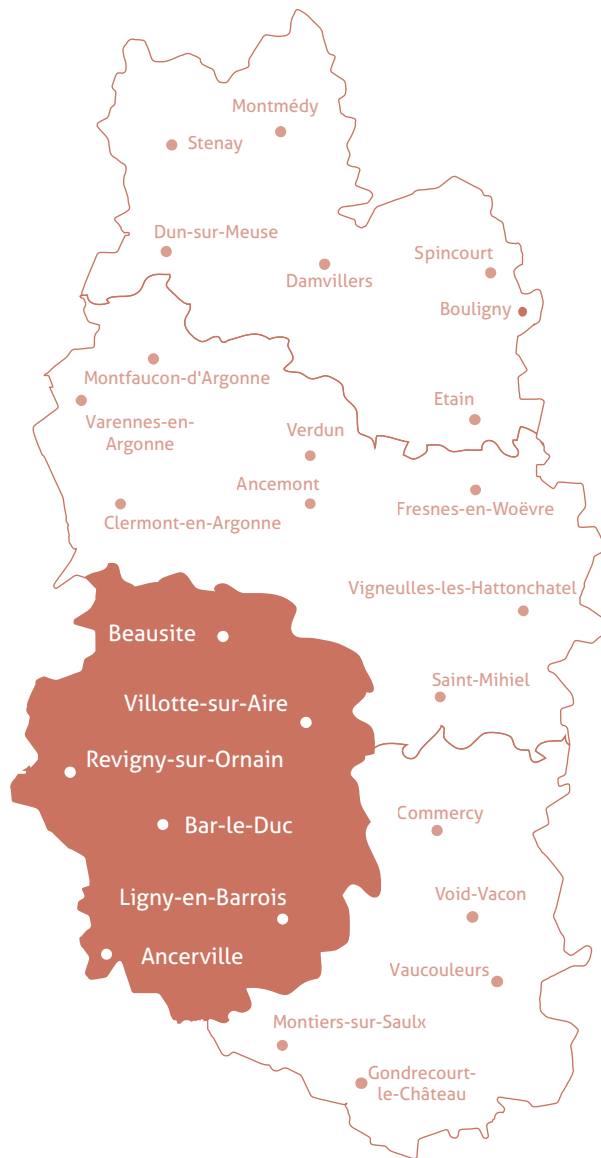 Montmédy
Stenay
Dun-sur-Meuse
Damvillers
Spincourt
Bouligny
Montfaucon-d'Argonne
Varennes-en-
Argonne
Etain
Verdun
Ancemont
Clermont-en-Argonne
Fresnes-en-Woëvre
Vigneulles-les-Hattonchatel
Beausite
Saint-Mihiel
Villotte-sur-Aire
Revigny-sur-Ornain
Commercy
Bar-le-Duc
Ligny-en-Barrois
Void-Vacon
Ancerville
Vaucouleurs
Montiers-sur-Saulx
Gondrecourt-
le-Château